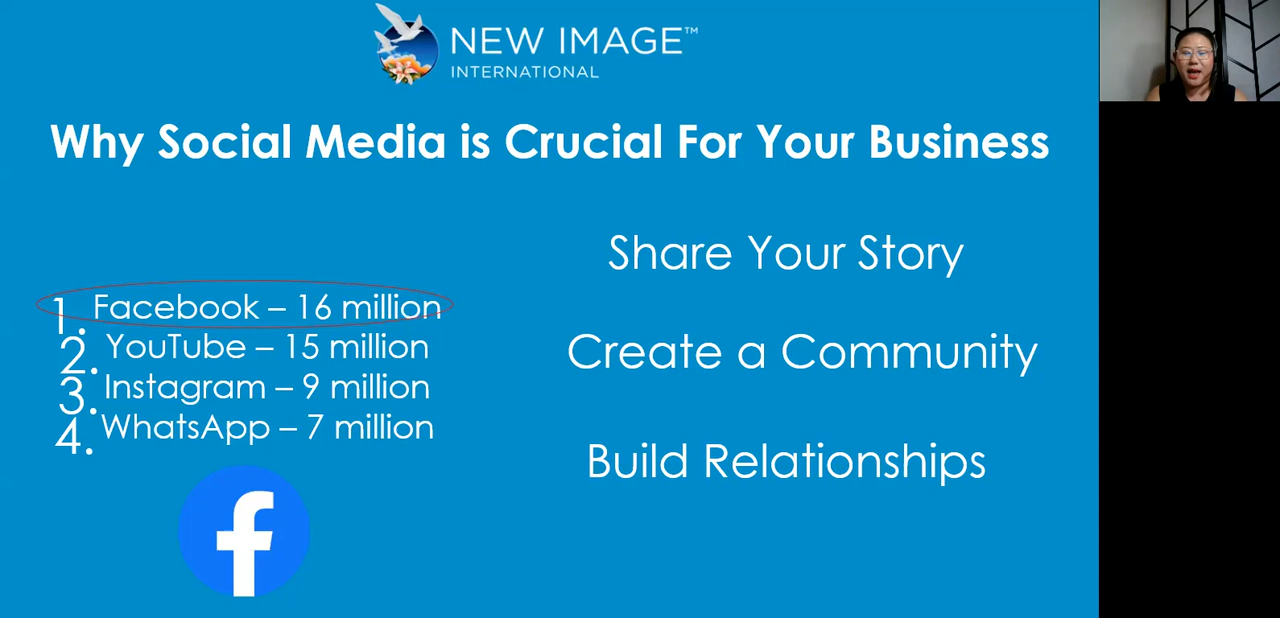 NEW IMAGE™
INTERNATIONAL
Why Social Media is Crucial For Your Business
1. Facebook – 16 million
2. YouTube – 15 million
3. Instagram – 9 million
4. WhatsApp – 7 million
Share Your Story
Create a Community
Build Relationships